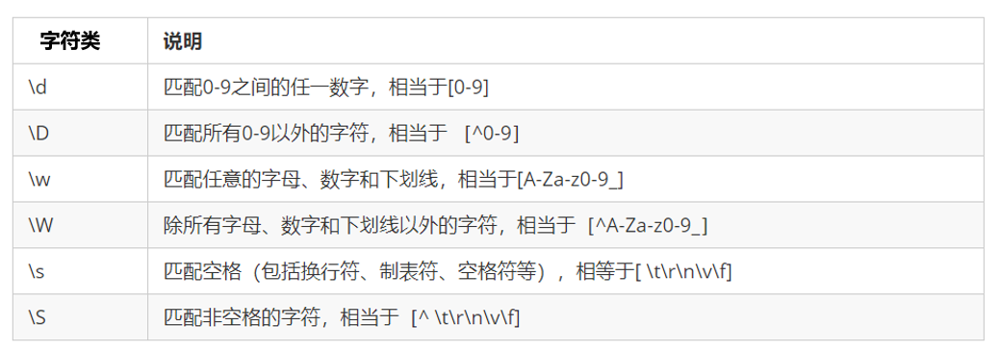 字符类 说明
\d 匹配0-9之间的任一数字，相当于[0-9]
\D 匹配所有0-9以外的字符，相当于 [^0-9]
\w 匹配任意的字母、数字和下划线，相当于[A-Za-z0-9_]
\W 除所有字母、数字和下划线以外的字符，相当于 [^A-Za-z0-9_]
\s 匹配空格（包括换行符、制表符、空格符等），相等于[ \t\r\n\v\f]
\S 匹配非空格的字符，相当于 [^ \t\r\n\v\f]